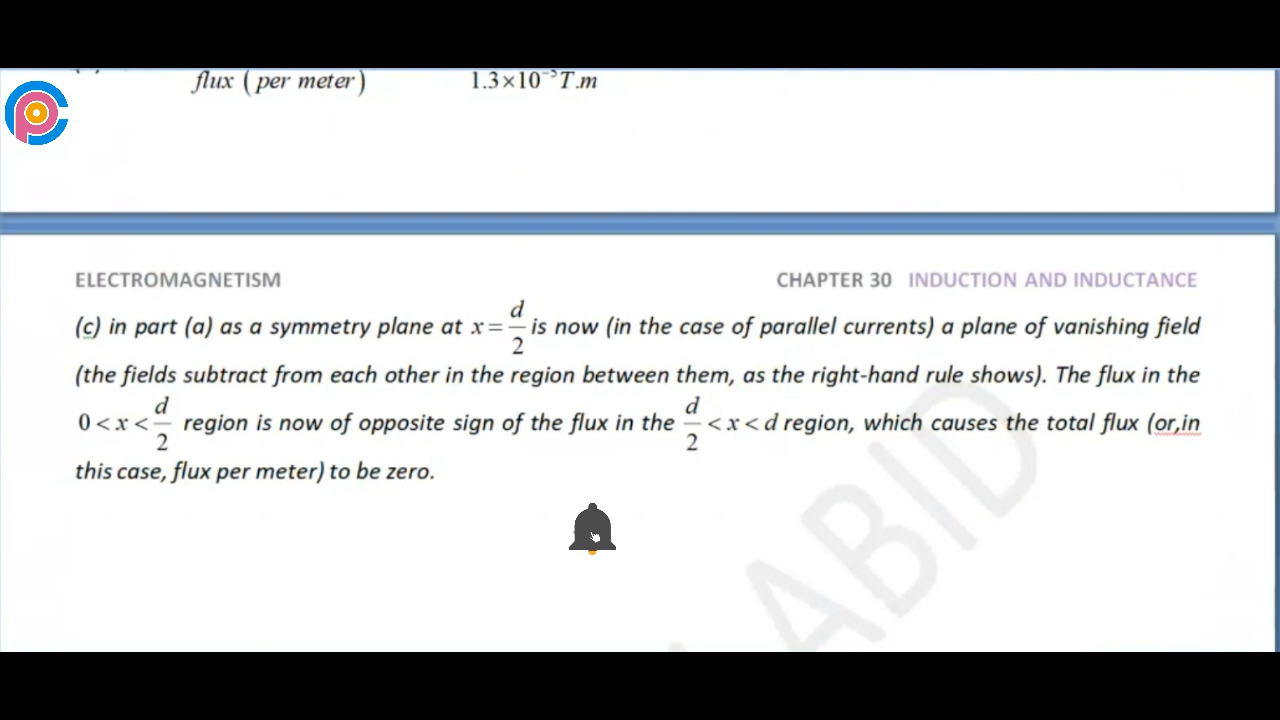 flux ( per meter ) 1.3×10⁻⁵T.m
ELECTROMAGNETISM CHAPTER 30 INDUCTION AND INDUCTANCE
(c) in part (a) as a symmetry plane at x = d/2 is now (in the case of parallel currents) a plane of vanishing field
(the fields subtract from each other in the region between them, as the right-hand rule shows). The flux in the
0 < x < d/2 region is now of opposite sign of the flux in the d/2 < x < d region, which causes the total flux (or,in
this case, flux per meter) to be zero.
ABID